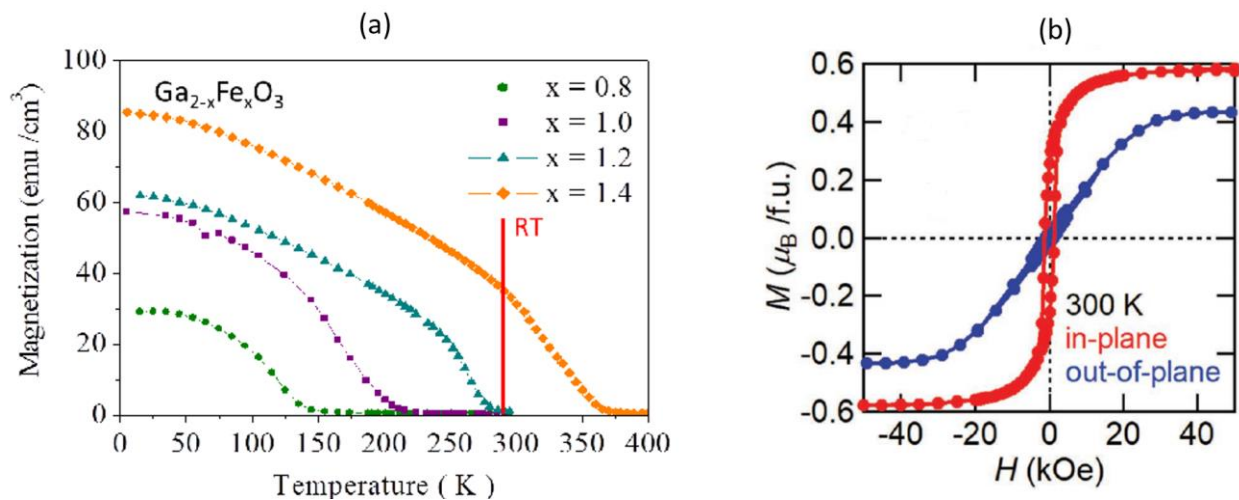 (a)
Ga₂₋ₓFeₓO₃
x = 0.8
x = 1.0
x = 1.2
x = 1.4
RT
Magnetization (emu /cm³)
100
80
60
40
20
0
0 50 100 150 200 250 300 350 400
Temperature ( K )
(b)
M (μB /f.u.)
0.6
0.4
0.2
0.0
-0.2
-0.4
-0.6
300 K
in-plane
out-of-plane
-40 -20 0 20 40
H (kOe)